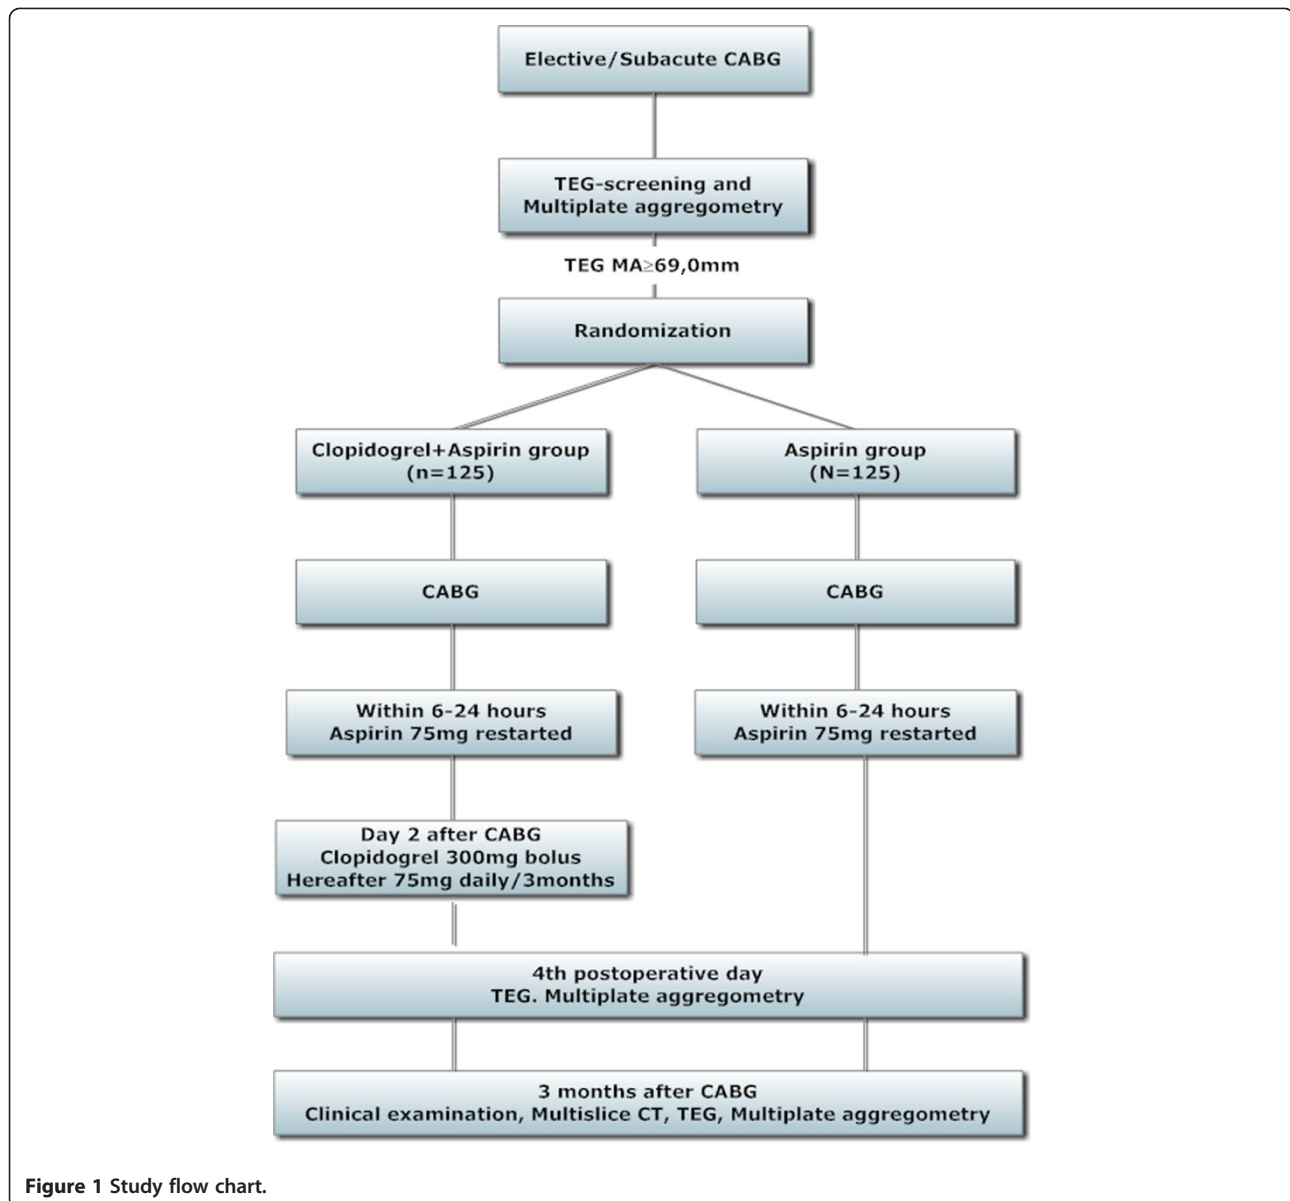 Elective/Subacute CABG
TEG-screening and
Multiplate aggregometry
TEG MA≥69,0mm
Randomization
Clopidogrel+Aspirin group
(n=125)
Aspirin group
(N=125)
CABG
CABG
Within 6-24 hours
Aspirin 75mg restarted
Within 6-24 hours
Aspirin 75mg restarted
Day 2 after CABG
Clopidogrel 300mg bolus
Hereafter 75mg daily/3months
4th postoperative day
TEG. Multiplate aggregometry
3 months after CABG
Clinical examination, Multislice CT, TEG, Multiplate aggregometry
Figure 1 Study flow chart.